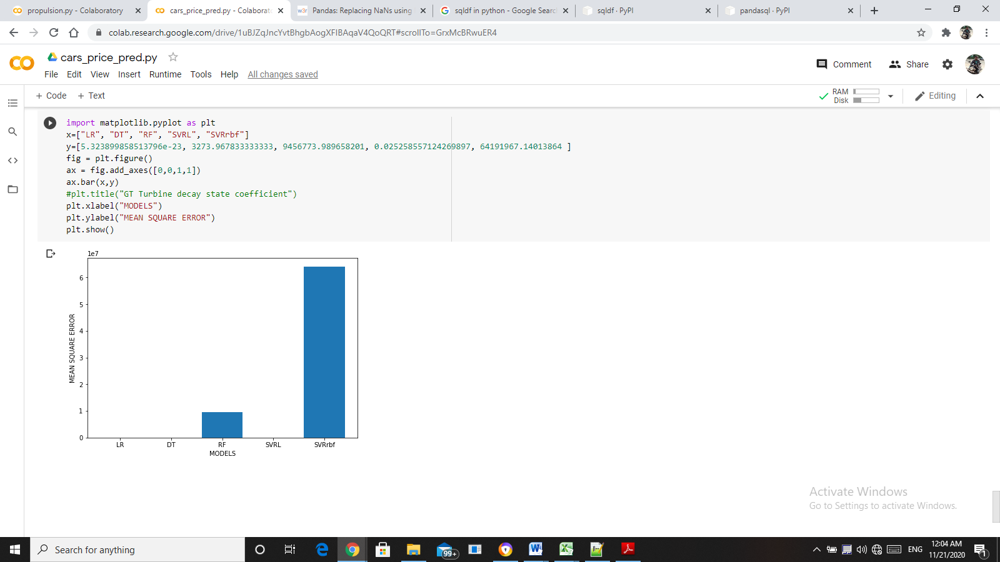 propulsion.py - Colaboratory
cars_price_pred.py - Colaborat
w3r Pandas: Replacing NaNs using
sqldf in python - Google Searc
sqldf · PyPI
pandasql · PyPI
colab.research.google.com/drive/1uBJZqJncYvtBhgbAogXFIBAqaV4QoQRT#scrollTo=GrxMcBRwuER4
cars_price_pred.py
Comment
Share
File Edit View Insert Runtime Tools Help All changes saved
+ Code + Text
RAM
Disk
Editing
import matplotlib.pyplot as plt
x=["LR", "DT", "RF", "SVRL", "SVRrbf"]
y=[5.323899858513796e-23, 3273.967833333333, 9456773.989658201, 0.025258557124269897, 64191967.14013864 ]
fig = plt.figure()
ax = fig.add_axes([0,0,1,1])
ax.bar(x,y)
#plt.title("GT Turbine decay state coefficient")
plt.xlabel("MODELS")
plt.ylabel("MEAN SQUARE ERROR")
plt.show()
1e7
6
5
4
3
2
1
0
MEAN SQUARE ERROR
LR DT RF SVRL SVRrbf
MODELS
Activate Windows
Go to Settings to activate Windows.
Search for anything
99+
ENG
12:04 AM
11/21/2020
1